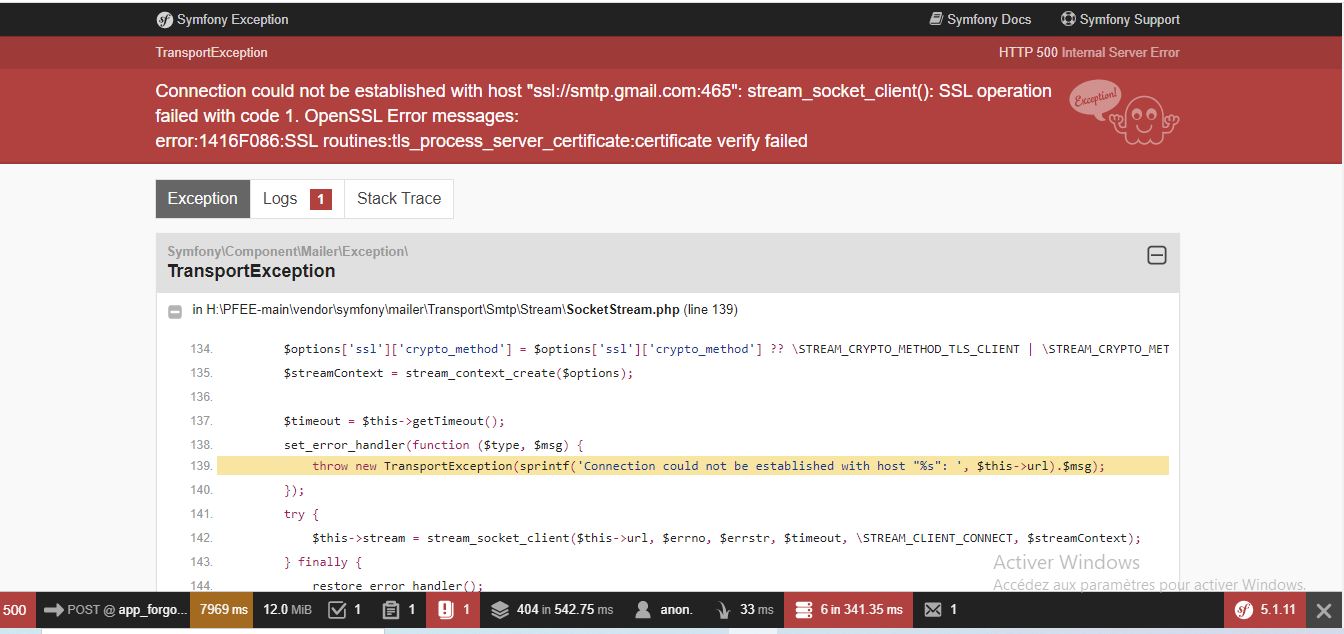 Symfony Exception
Symfony Docs
Symfony Support
TransportException
HTTP 500 Internal Server Error
Connection could not be established with host "ssl://smtp.gmail.com:465": stream_socket_client(): SSL operation
failed with code 1. OpenSSL Error messages:
error:1416F086:SSL routines:tls_process_server_certificate:certificate verify failed
Exception!
Exception
Logs 1
Stack Trace
Symfony\Component\Mailer\Exception\
TransportException
in H:\PFEE-main\vendor\symfony\mailer\Transport\Smtp\Stream\SocketStream.php (line 139)
134. $options['ssl']['crypto_method'] = $options['ssl']['crypto_method'] ?? \STREAM_CRYPTO_METHOD_TLS_CLIENT | \STREAM_CRYPTO_MET
135. $streamContext = stream_context_create($options);
136.
137. $timeout = $this->getTimeout();
138. set_error_handler(function ($type, $msg) {
139. throw new TransportException(sprintf('Connection could not be established with host "%s": ', $this->url).$msg);
140. });
141. try {
142. $this->stream = stream_socket_client($this->url, $errno, $errstr, $timeout, \STREAM_CLIENT_CONNECT, $streamContext);
143. } finally {
144. restore_error_handler();
Activer Windows
Accédez aux paramètres pour activer Windows.
500 POST @ app_forgo... 7969 ms 12.0 MiB 1 1 1 404 in 542.75 ms anon. 33 ms 6 in 341.35 ms 1 5.1.11